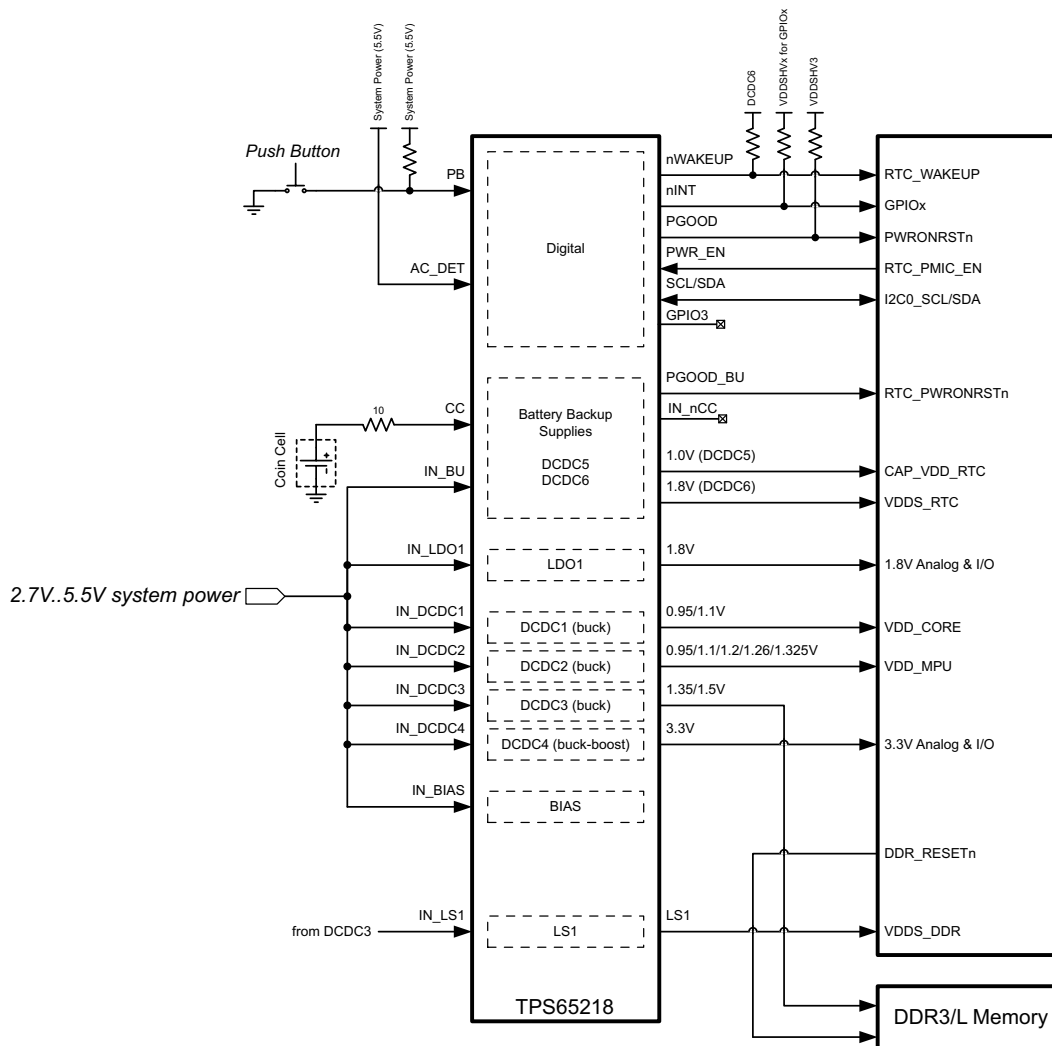 System Power (5.5V)
System Power (5.5V)
DCDC6
VDDSHVx for GPIOx
VDDSHV3
Push Button
PB
AC_DET
Digital
nWAKEUP
nINT
PGOOD
PWR_EN
SCL/SDA
GPIO3
RTC_WAKEUP
GPIOx
PWRONRSTn
RTC_PMIC_EN
I2C0_SCL/SDA
Coin Cell
+
10
CC
IN_BU
Battery Backup
Supplies
DCDC5
DCDC6
PGOOD_BU
IN_nCC
1.0V (DCDC5)
1.8V (DCDC6)
RTC_PWRONRSTn
CAP_VDD_RTC
VDDS_RTC
2.7V..5.5V system power
IN_LDO1
LDO1
1.8V
1.8V Analog & I/O
IN_DCDC1
DCDC1 (buck)
0.95/1.1V
VDD_CORE
IN_DCDC2
DCDC2 (buck)
0.95/1.1/1.2/1.26/1.325V
VDD_MPU
IN_DCDC3
DCDC3 (buck)
1.35/1.5V
IN_DCDC4
DCDC4 (buck-boost)
3.3V
3.3V Analog & I/O
IN_BIAS
BIAS
DDR_RESETn
from DCDC3
IN_LS1
LS1
LS1
VDDS_DDR
TPS65218
DDR3/L Memory